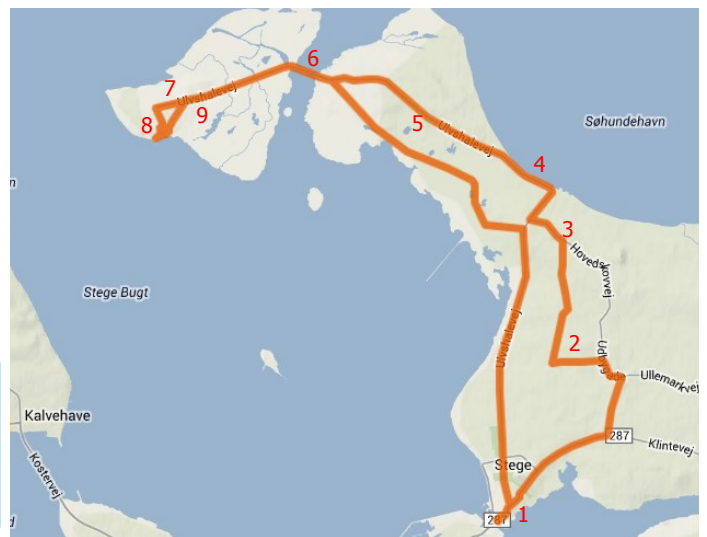 6
7
Ulvshalevej
9
8
5
Ulvshalevej
Søhundehavn
4
3
Hovedskovvej
n
Stege Bugt
Ulvshalevej
2
Udbygade
Ullemarkvej
Kalvehave
287
Klintevej
Stege
Kostervej
1
287
d